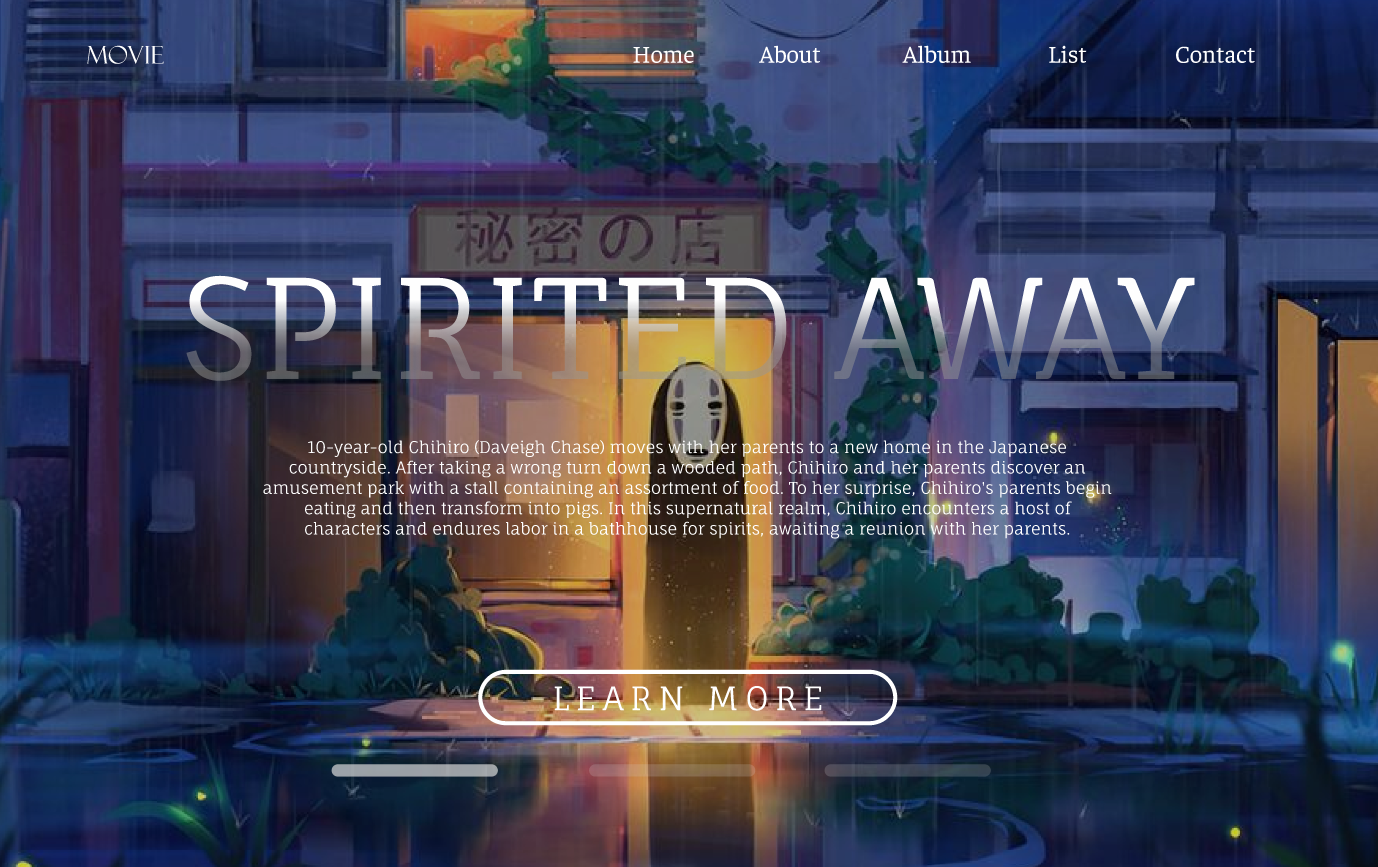 MOVIE
Home About Album List Contact
秘密の店
SPIRITED AWAY
10-year-old Chihiro (Daveigh Chase) moves with her parents to a new home in the Japanese
countryside. After taking a wrong turn down a wooded path, Chihiro and her parents discover an
amusement park with a stall containing an assortment of food. To her surprise, Chihiro's parents begin
eating and then transform into pigs. In this supernatural realm, Chihiro encounters a host of
characters and endures labor in a bathhouse for spirits, awaiting a reunion with her parents.
LEARN MORE